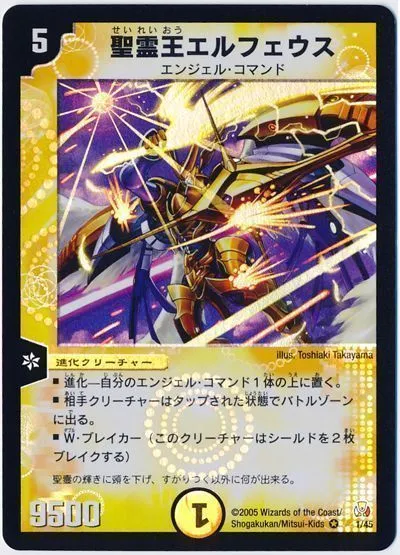 5
せいれいおう
聖霊王エルフェウス
エンジェル・コマンド
illus. Toshiaki Takayama
進化クリーチャー
■ 進化—自分のエンジェル・コマンド1体の上に置く。
■ 相手クリーチャーはタップされた状態でバトルゾーン
に出る。
■ W・ブレイカー（このクリーチャーはシールドを2枚
ブレイクする）
聖霊の輝きに頭を下げ、すがりつく以外に何が出来る。
9500
1
©2005 Wizards of the Coast/
Shogakukan/Mitsui-Kids 1/45